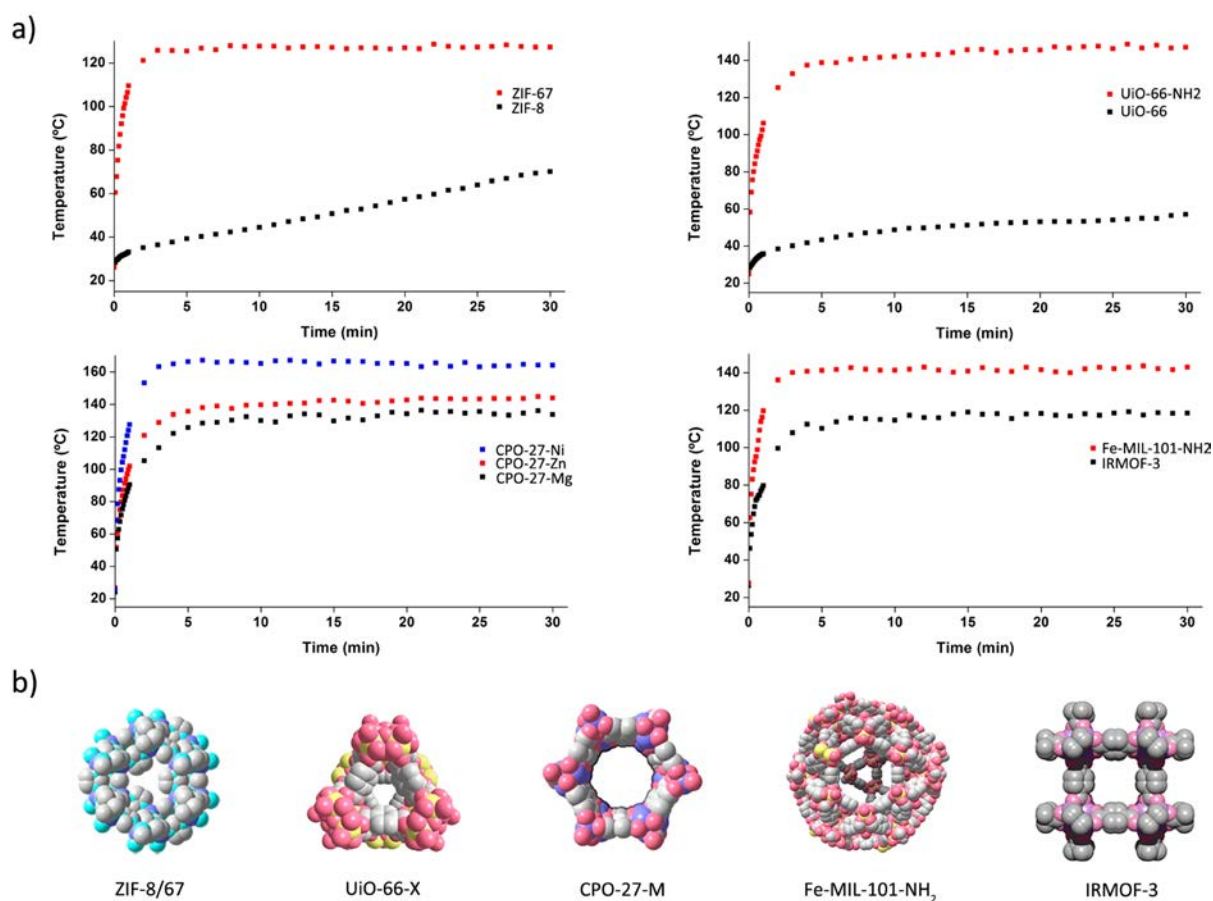 a)
Temperature (ºC)
120
100
80
60
40
20
ZIF-67
ZIF-8
0 5 10 15 20 25 30
Time (min)
Temperature (ºC)
140
120
100
80
60
40
20
UiO-66-NH2
UiO-66
0 5 10 15 20 25 30
Time (min)
Temperature (ºC)
160
140
120
100
80
60
40
20
CPO-27-Ni
CPO-27-Zn
CPO-27-Mg
0 5 10 15 20 25 30
Time (min)
Temperature (ºC)
140
120
100
80
60
40
20
Fe-MIL-101-NH2
IRMOF-3
0 5 10 15 20 25 30
Time (min)
b)
ZIF-8/67 UiO-66-X CPO-27-M Fe-MIL-101-NH₂ IRMOF-3